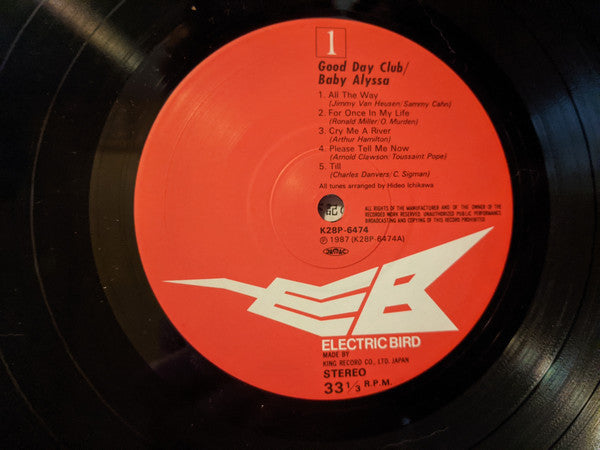 1
Good Day Club/
Baby Alyssa
1. All The Way
(Jimmy Van Heusen/Sammy Cahn)
2. For Once In My Life
(Ronald Miller/O. Murden)
3. Cry Me A River
(Arthur Hamilton)
4. Please Tell Me Now
(Arnold Clawson/Toussaint Pope)
5. Till
(Charles Danvers/C. Sigman)
All tunes arranged by Hideo Ichikawa
ALL RIGHTS OF THE MANUFACTURER AND OF THE OWNER OF THE
RECORDED WORK RESERVED. UNAUTHORIZED PUBLIC PERFORMANCE
BROADCASTING AND COPYING OF THIS RECORD PROHIBITED.
K28P-6474
Ⓟ1987 (K28P-6474A)
EB
ELECTRIC BIRD
MADE BY
KING RECORD CO., LTD. JAPAN
STEREO
33 1/3 R.P.M.